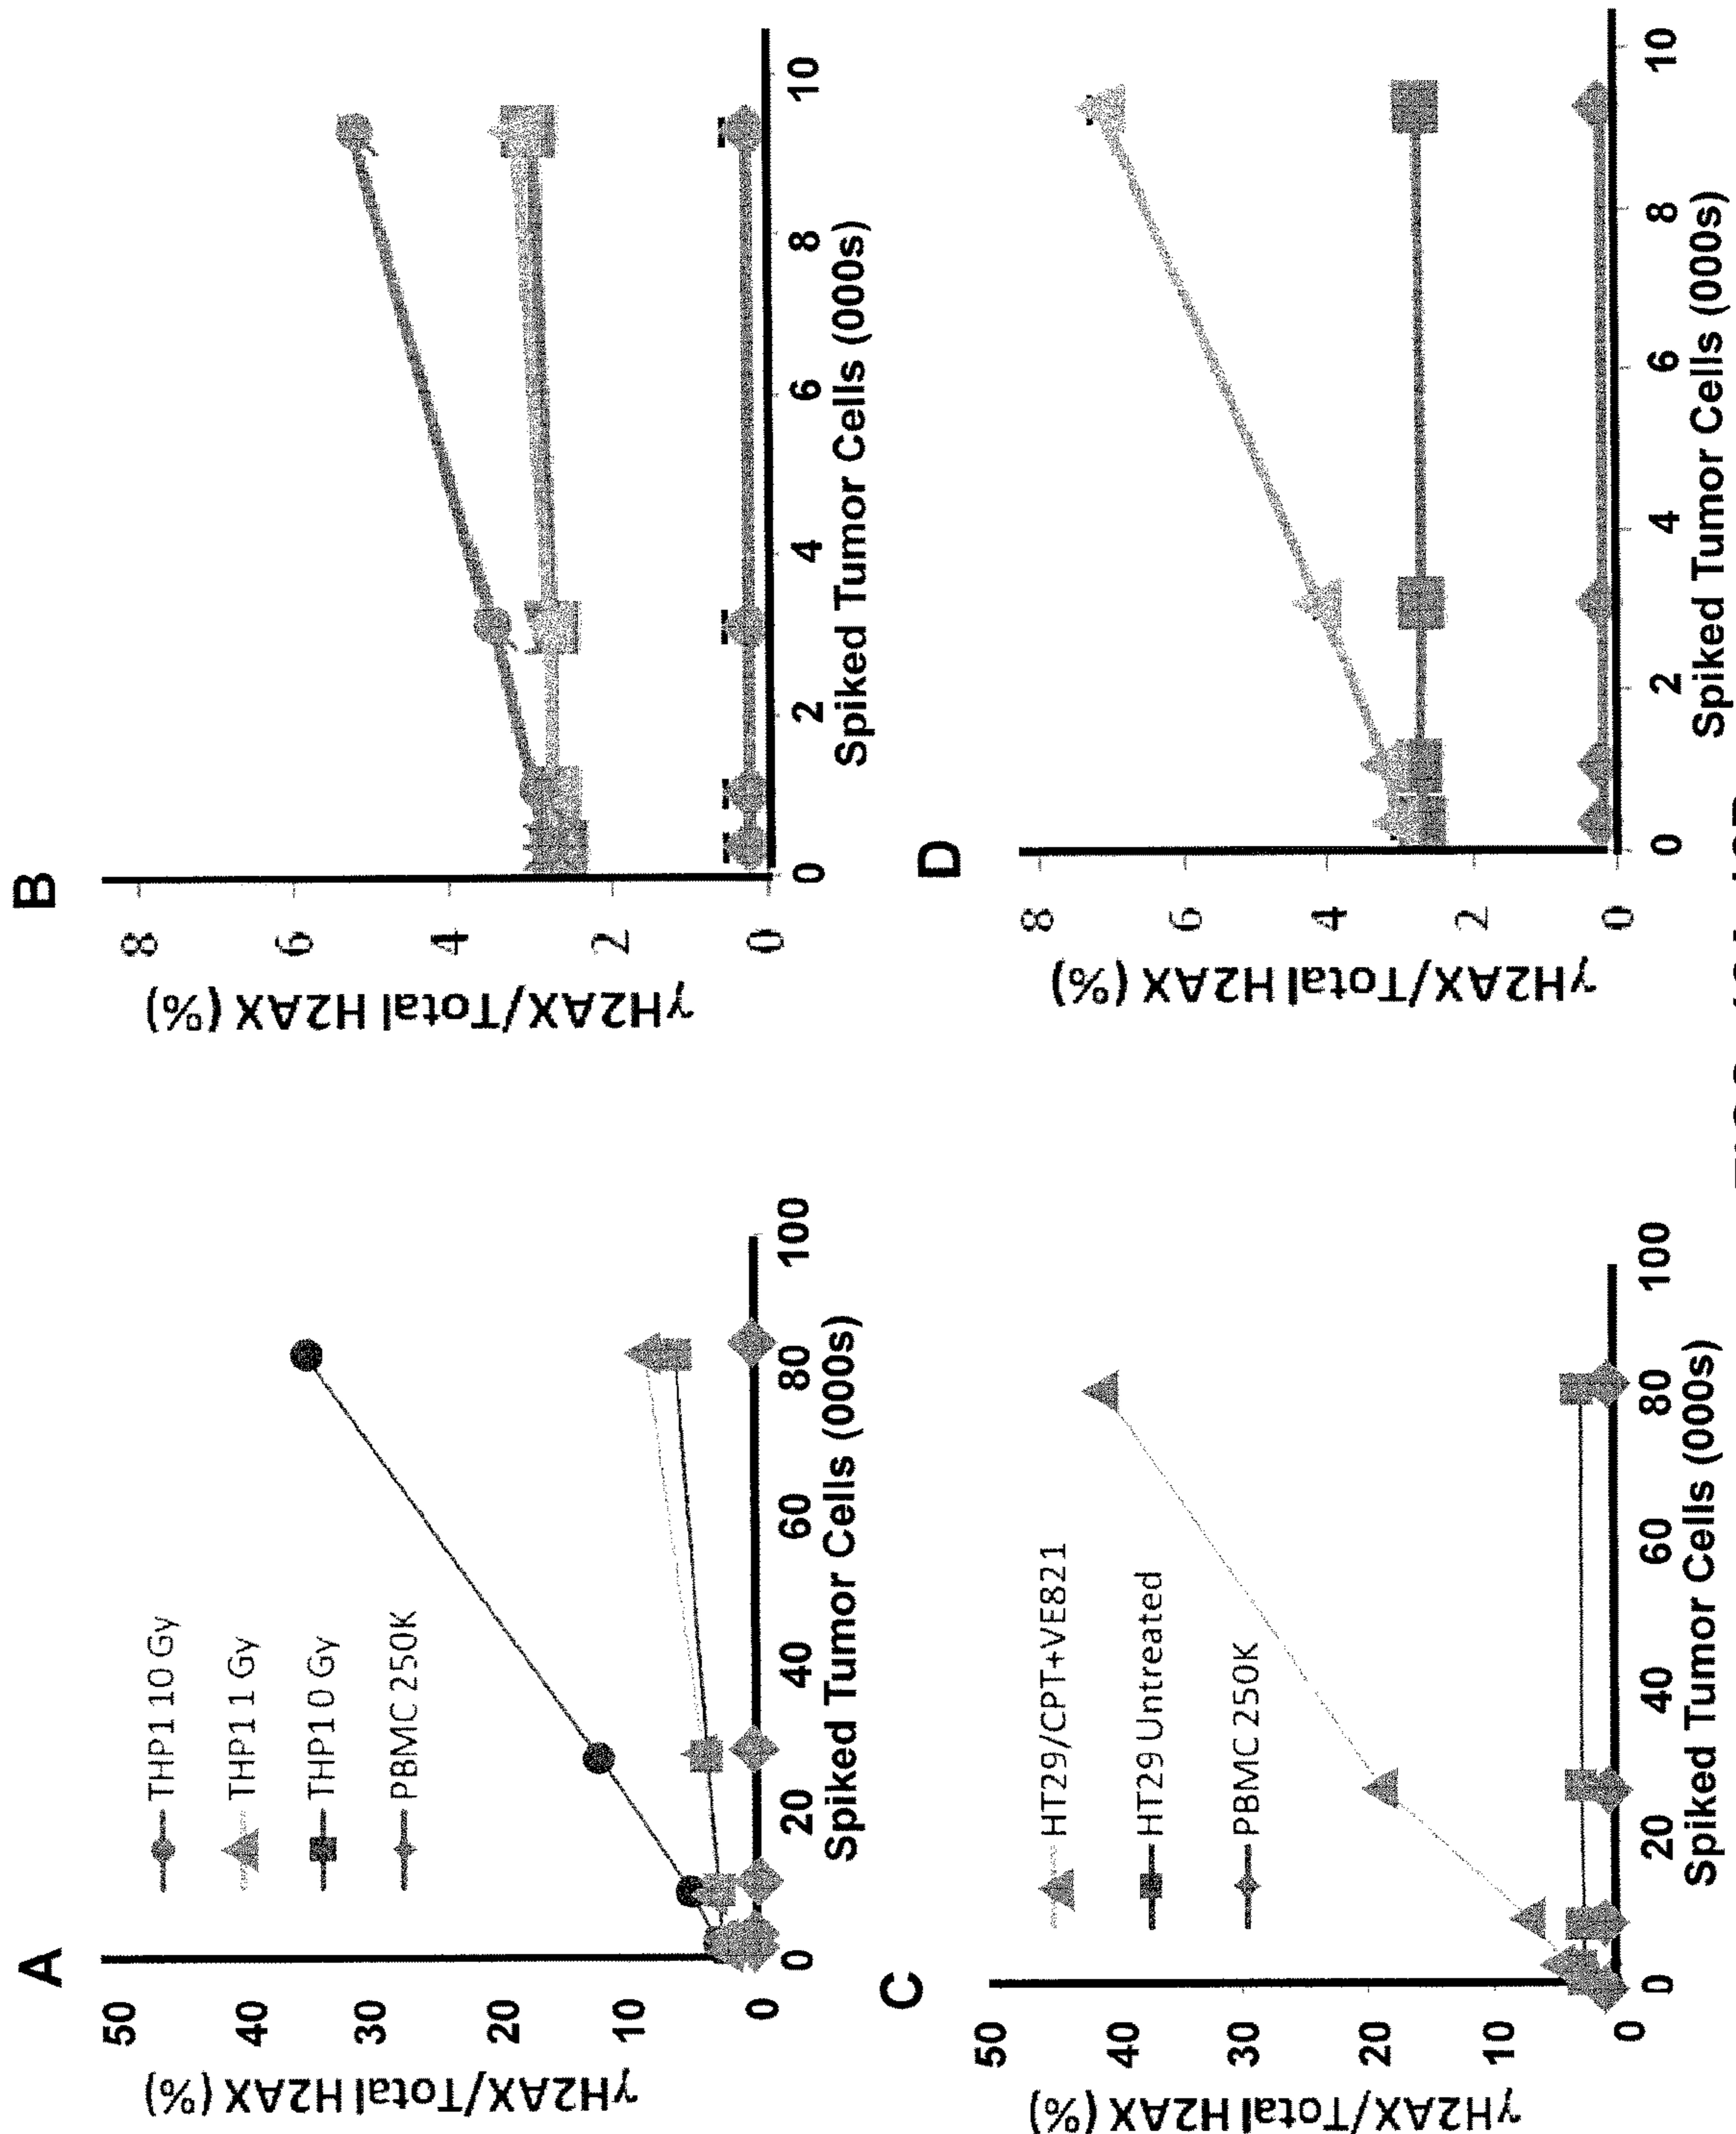 A
γH2AX/Total H2AX (%)
50
40
30
20
10
0
THP1 10 Gy
THP1 1 Gy
THP1 0 Gy
PBMC 250K
0
20
40
60
80
100
Spiked Tumor Cells (000s)
B
γH2AX/Total H2AX (%)
8
6
4
2
0
0
2
4
6
8
10
Spiked Tumor Cells (000s)
C
γH2AX/Total H2AX (%)
50
40
30
20
10
0
HT29/CPT+VE821
HT29 Untreated
PBMC 250K
0
20
40
60
80
100
Spiked Tumor Cells (000s)
D
γH2AX/Total H2AX (%)
8
6
4
2
0
0
2
4
6
8
10
Spiked Tumor Cells (000s)